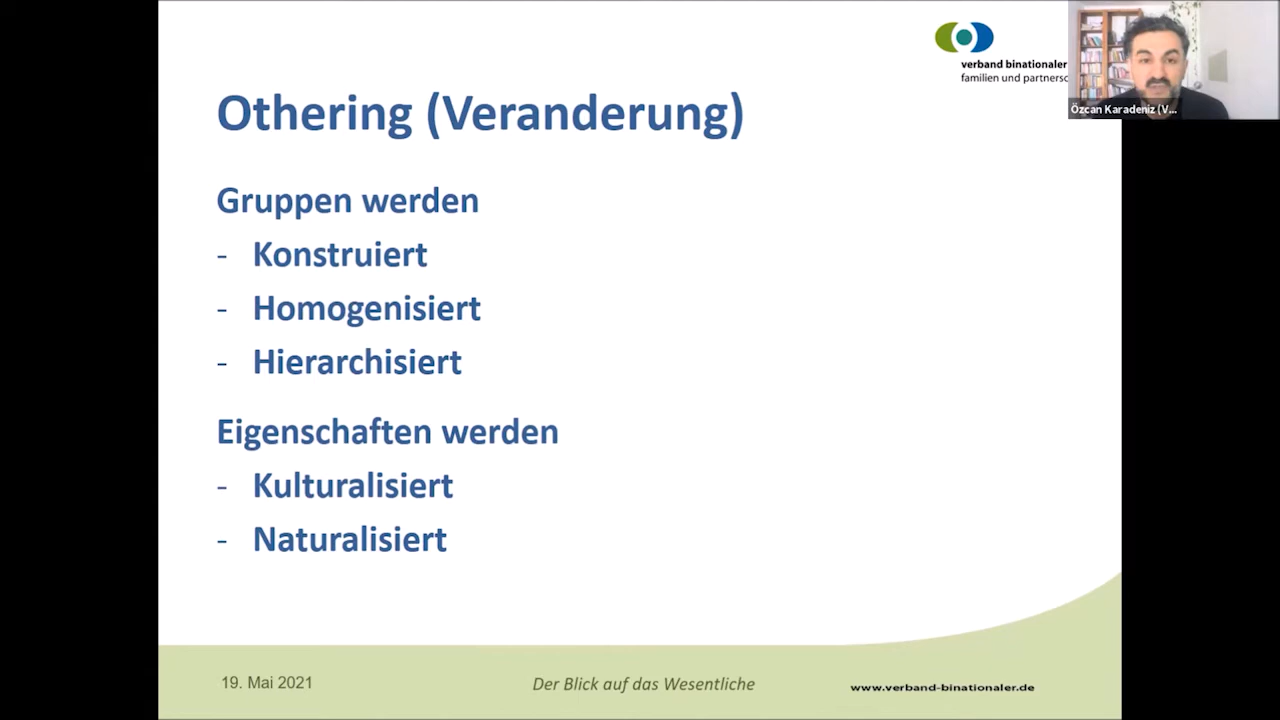 verband binationaler
familien und partnersc
Özcan Karadeniz (V...
Othering (Veranderung)
Gruppen werden
- Konstruiert
- Homogenisiert
- Hierarchisiert
Eigenschaften werden
- Kulturalisiert
- Naturalisiert
19. Mai 2021
Der Blick auf das Wesentliche
www.verband-binationaler.de